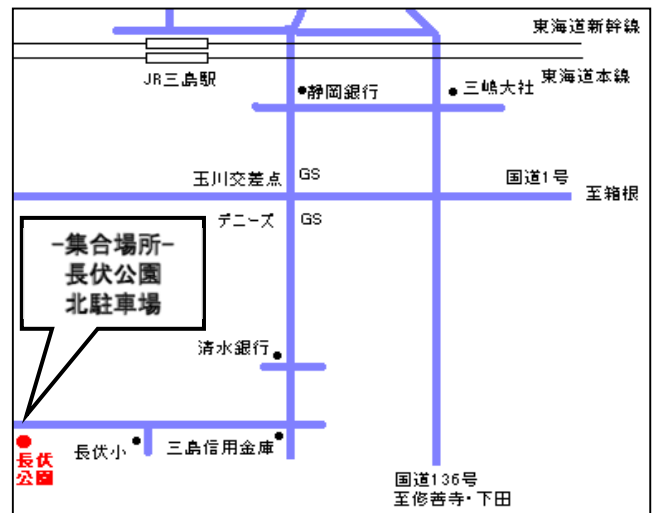 東海道新幹線
JR三島駅
東海道本線
静岡銀行
三嶋大社
玉川交差点
GS
国道1号
至箱根
デニーズ
GS
-集合場所-
長伏公園
北駐車場
清水銀行
長伏小
三島信用金庫
長伏
公園
国道136号
至修善寺・下田